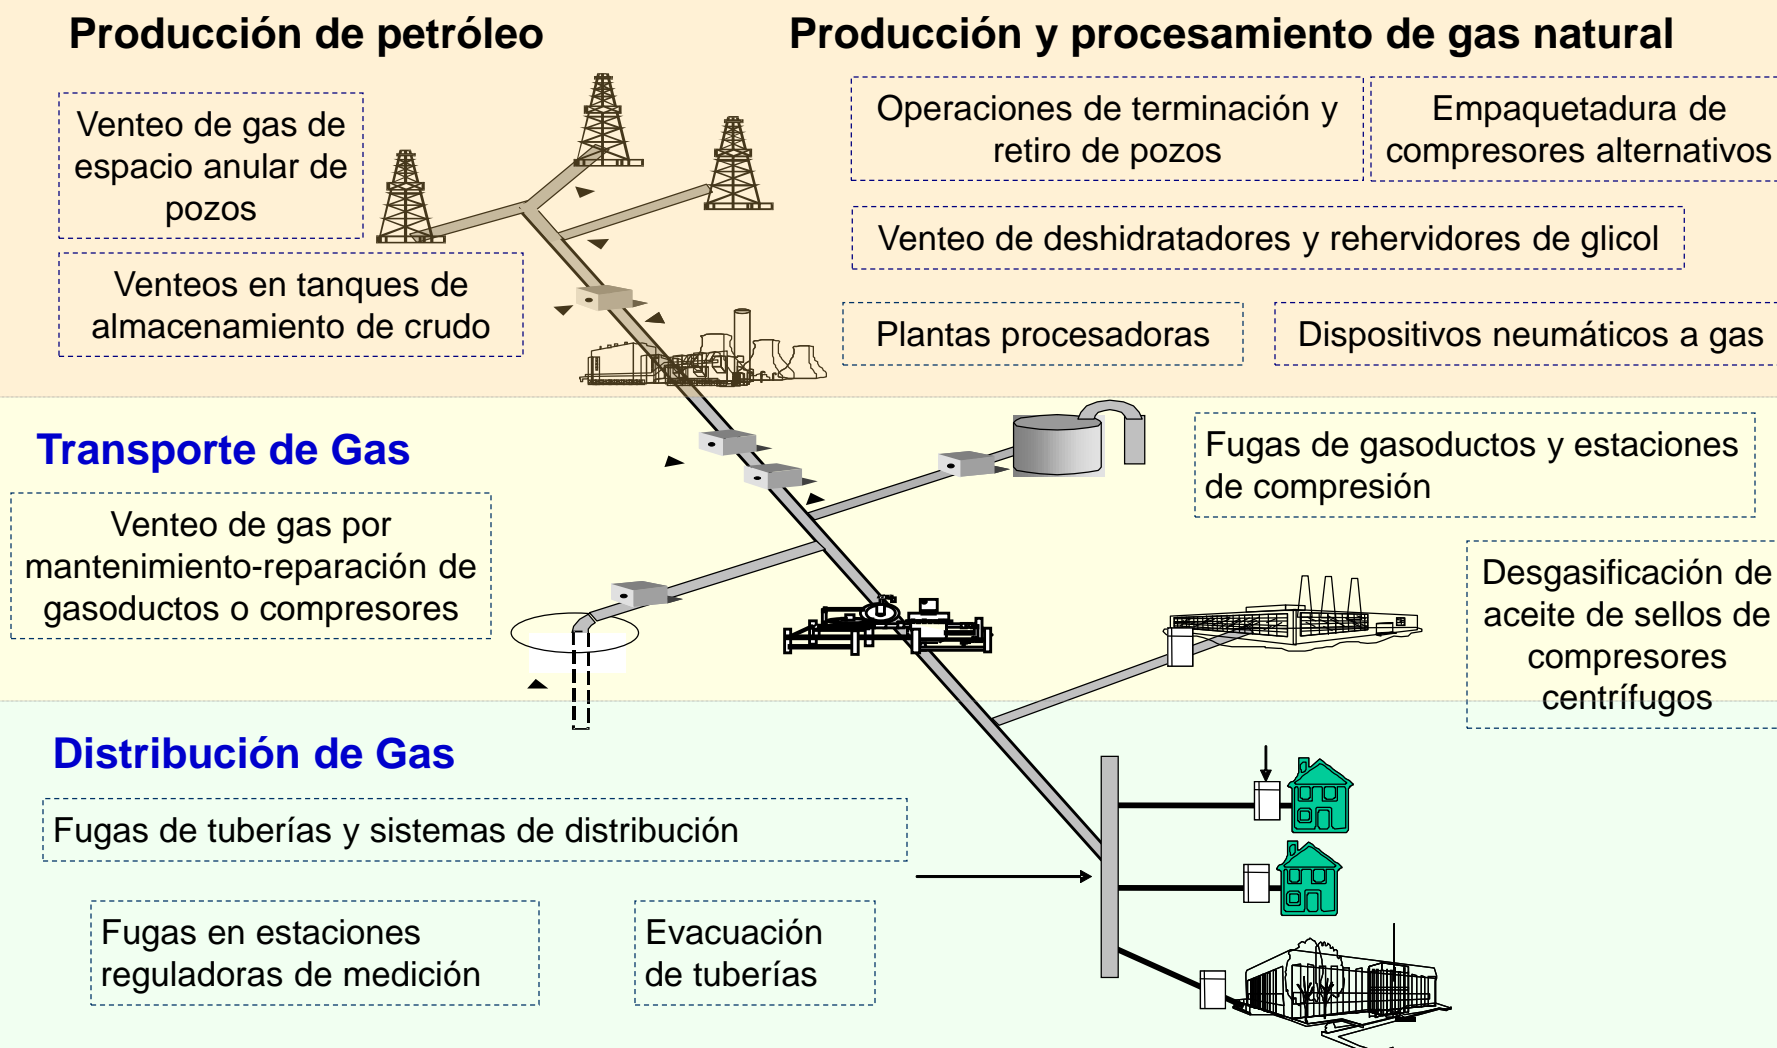 Producción de petróleo
Producción y procesamiento de gas natural
Venteo de gas de
espacio anular de
pozos
Operaciones de terminación y
retiro de pozos
Empaquetadura de
compresores alternativos
Venteo de deshidratadores y rehervidores de glicol
Venteos en tanques de
almacenamiento de crudo
Plantas procesadoras
Dispositivos neumáticos a gas
Transporte de Gas
Fugas de gasoductos y estaciones
de compresión
Venteo de gas por
mantenimiento-reparación de
gasoductos o compresores
Desgasificación de
aceite de sellos de
compresores
centrífugos
Distribución de Gas
Fugas de tuberías y sistemas de distribución
Fugas en estaciones
reguladoras de medición
Evacuación
de tuberías